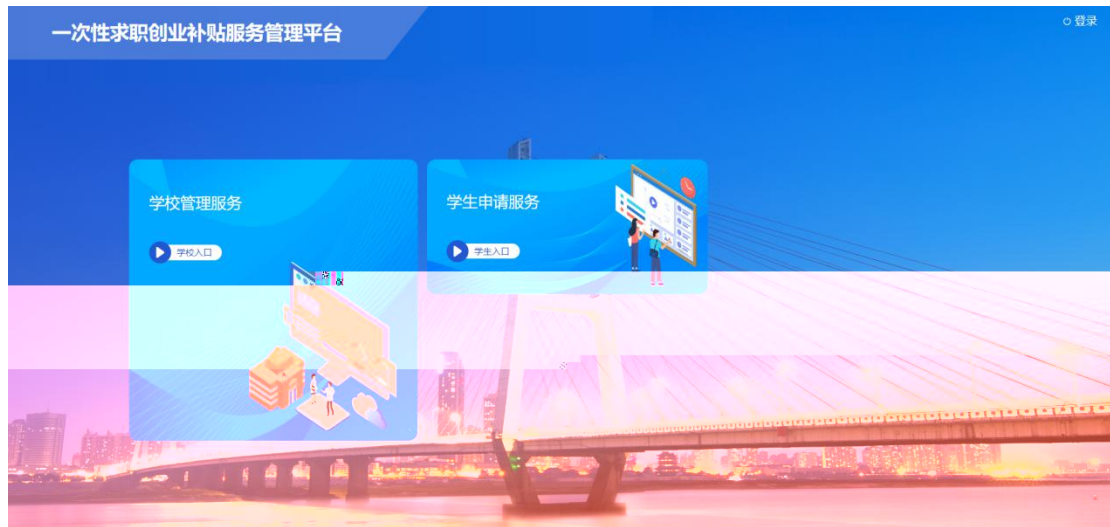 一次性求职创业补贴服务管理平台
登录
学校管理服务
学校入口
学生申请服务
学生入口